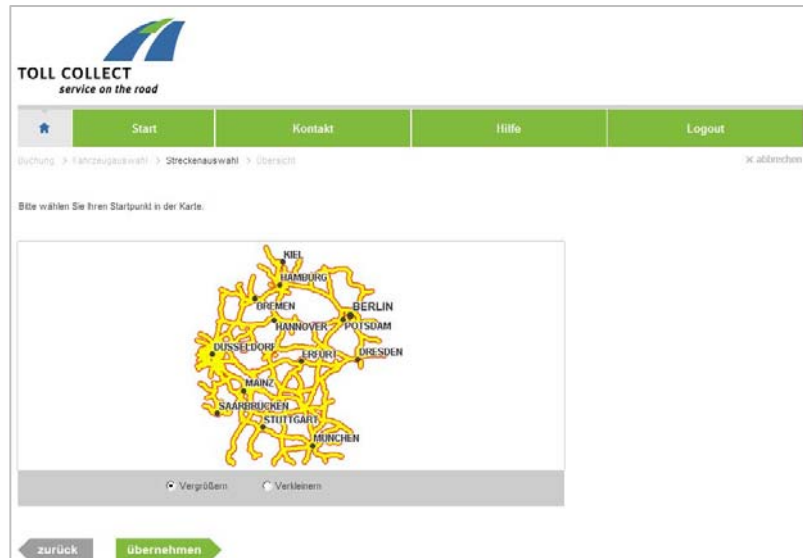 TOLL COLLECT
service on the road
Start Kontakt Hilfe Logout
Buchung > Fahrzeugauswahl > Streckenauswahl > Übersicht × abbrechen
Bitte wählen Sie Ihren Startpunkt in der Karte.
KIEL
HAMBURG
BREMEN
BERLIN
HANNOVER
POTSDAM
DÜSSELDORF
ERFURT
DRESDEN
MAINZ
SAARBRÜCKEN
STUTTGART
MÜNCHEN
Vergrößern Verkleinern
zurück übernehmen